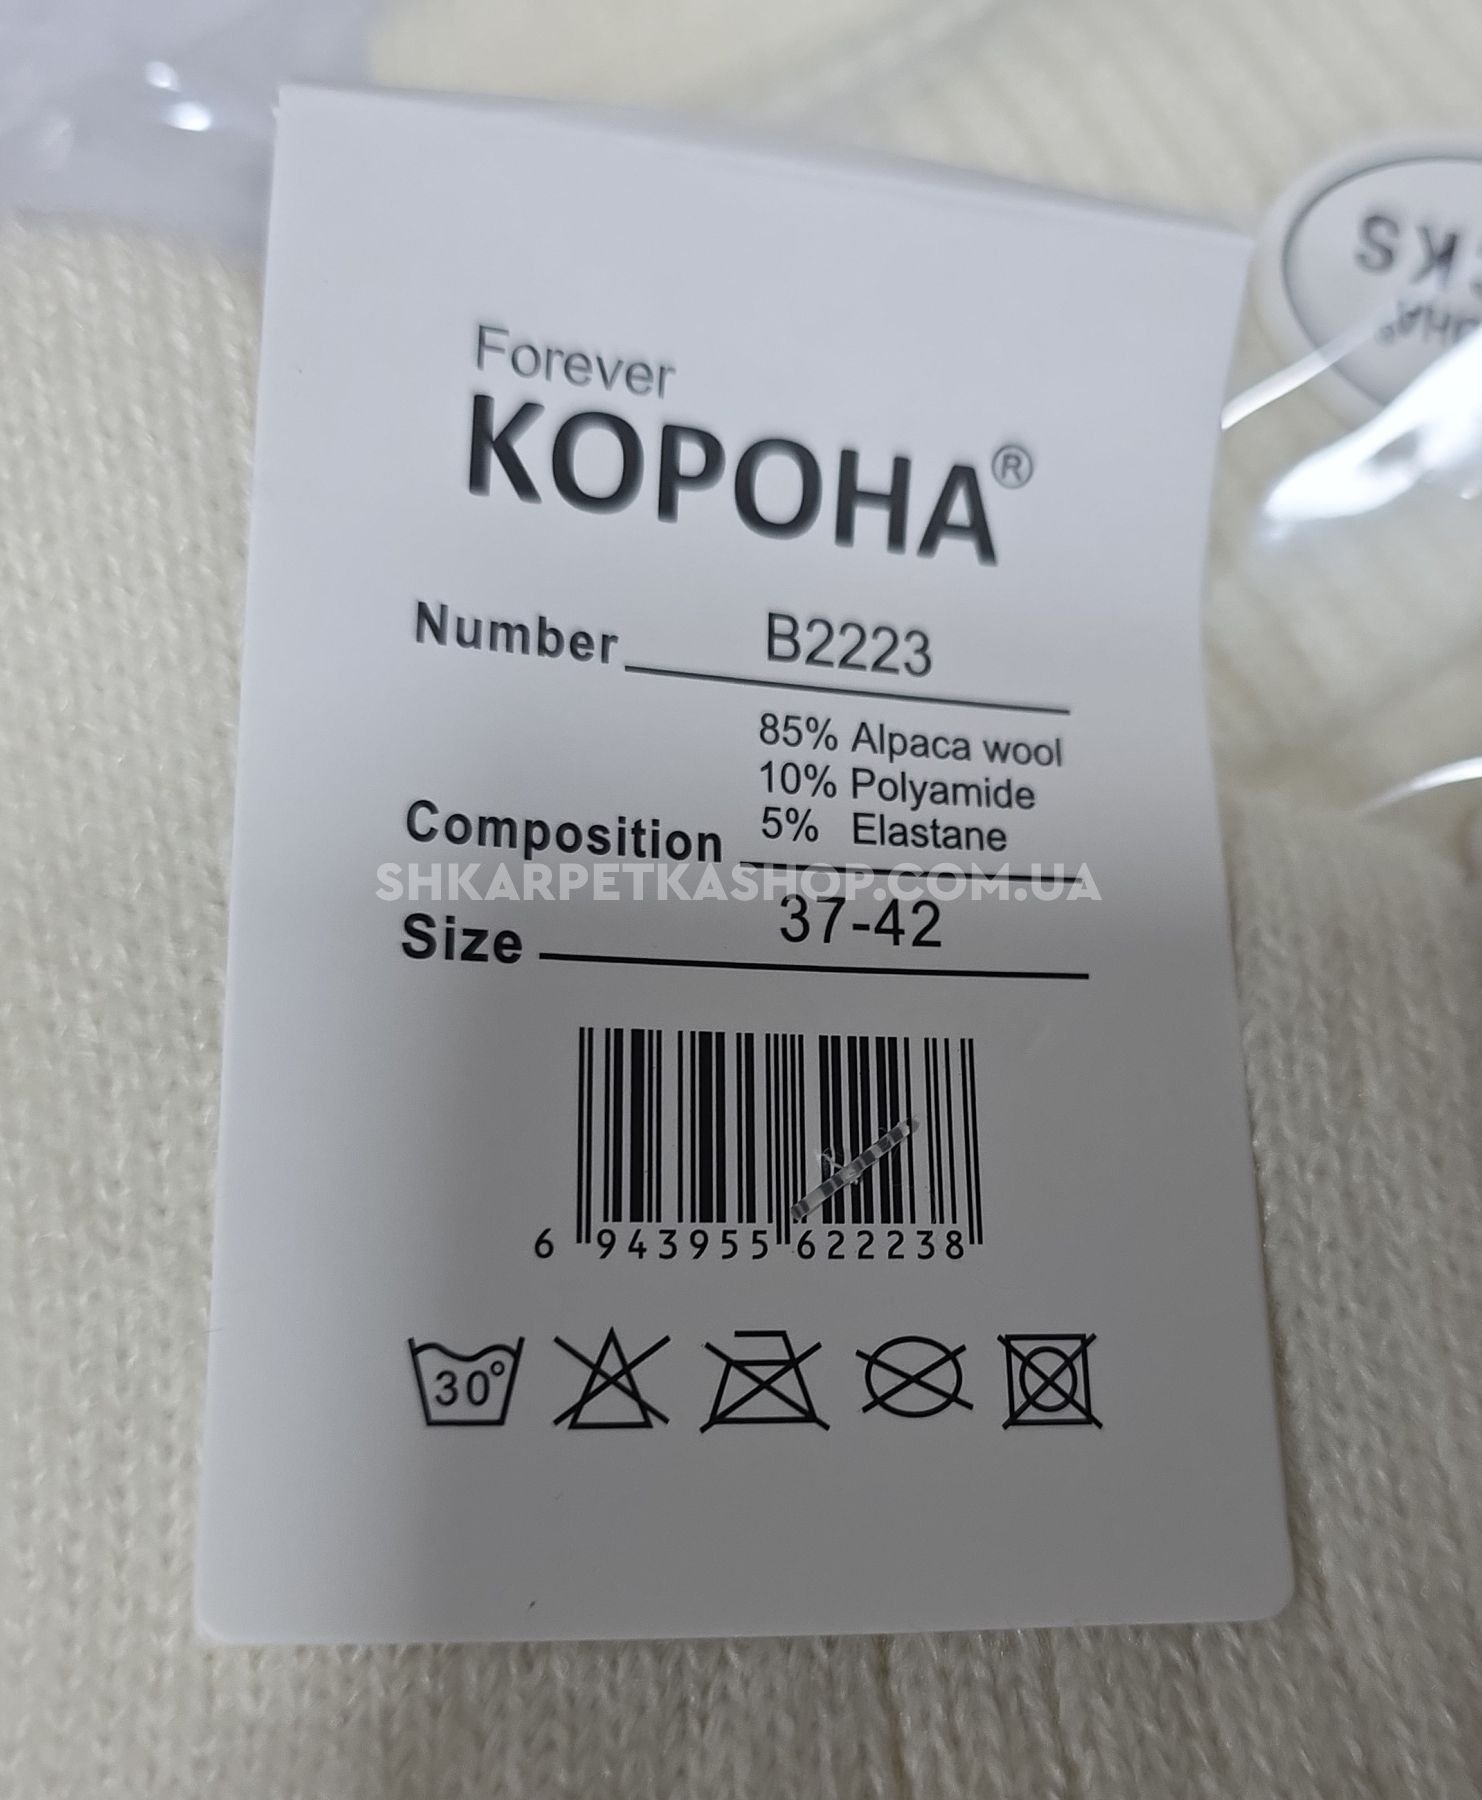 Forever
КОРОНА®
Number B2223
85% Alpaca wool
10% Polyamide
Composition 5% Elastane
SHKARPETKASHOP.COM.UA
Size 37-42
6 943955 622238
30°